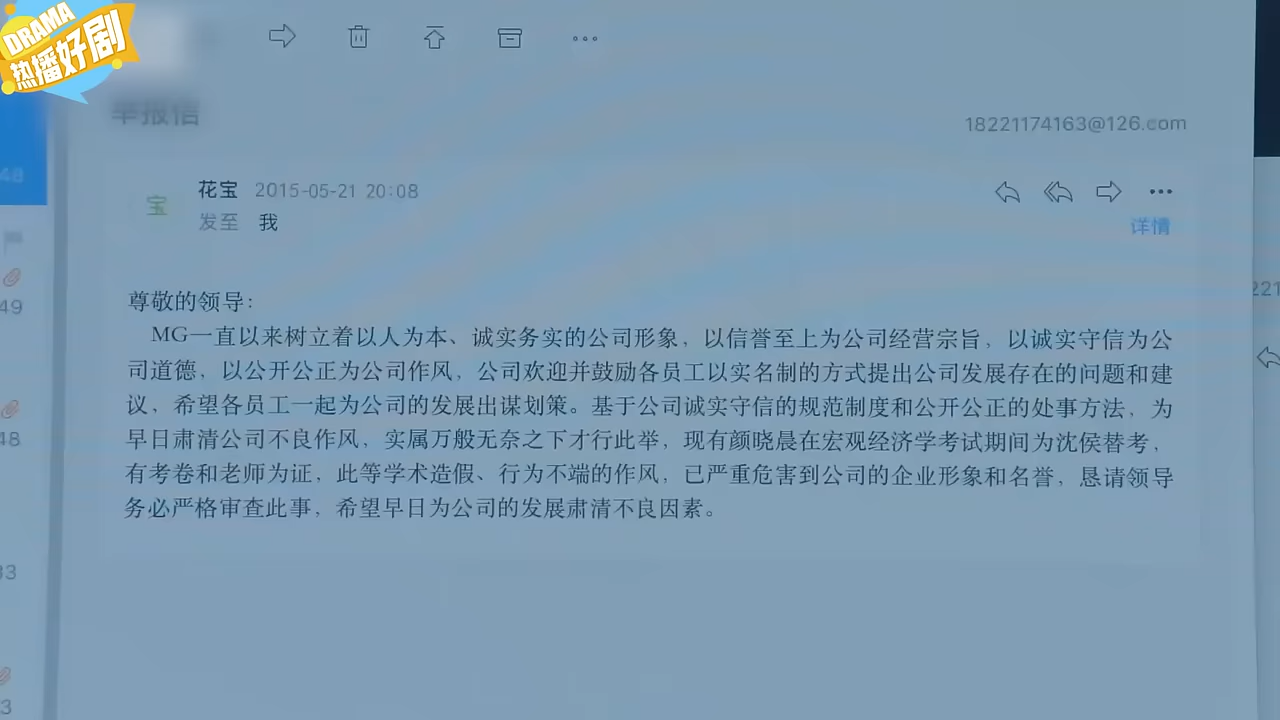 DRAMA
热播好剧
举报信
18221174163@126.com
48
宝
花宝 2015-05-21 20:08
发至 我
详情
49
221
尊敬的领导：
MG一直以来树立着以人为本、诚实务实的公司形象，以信誉至上为公司经营宗旨，以诚实守信为公
司道德，以公开公正为公司作风，公司欢迎并鼓励各员工以实名制的方式提出公司发展存在的问题和建
议，希望各员工一起为公司的发展出谋划策。基于公司诚实守信的规范制度和公开公正的处事方法，为
48
早日肃清公司不良作风，实属万般无奈之下才行此举，现有颜晓晨在宏观经济学考试期间为沈侯替考，
有考卷和老师为证，此等学术造假、行为不端的作风，已严重危害到公司的企业形象和名誉，恳请领导
务必严格审查此事，希望早日为公司的发展肃清不良因素。
33
3